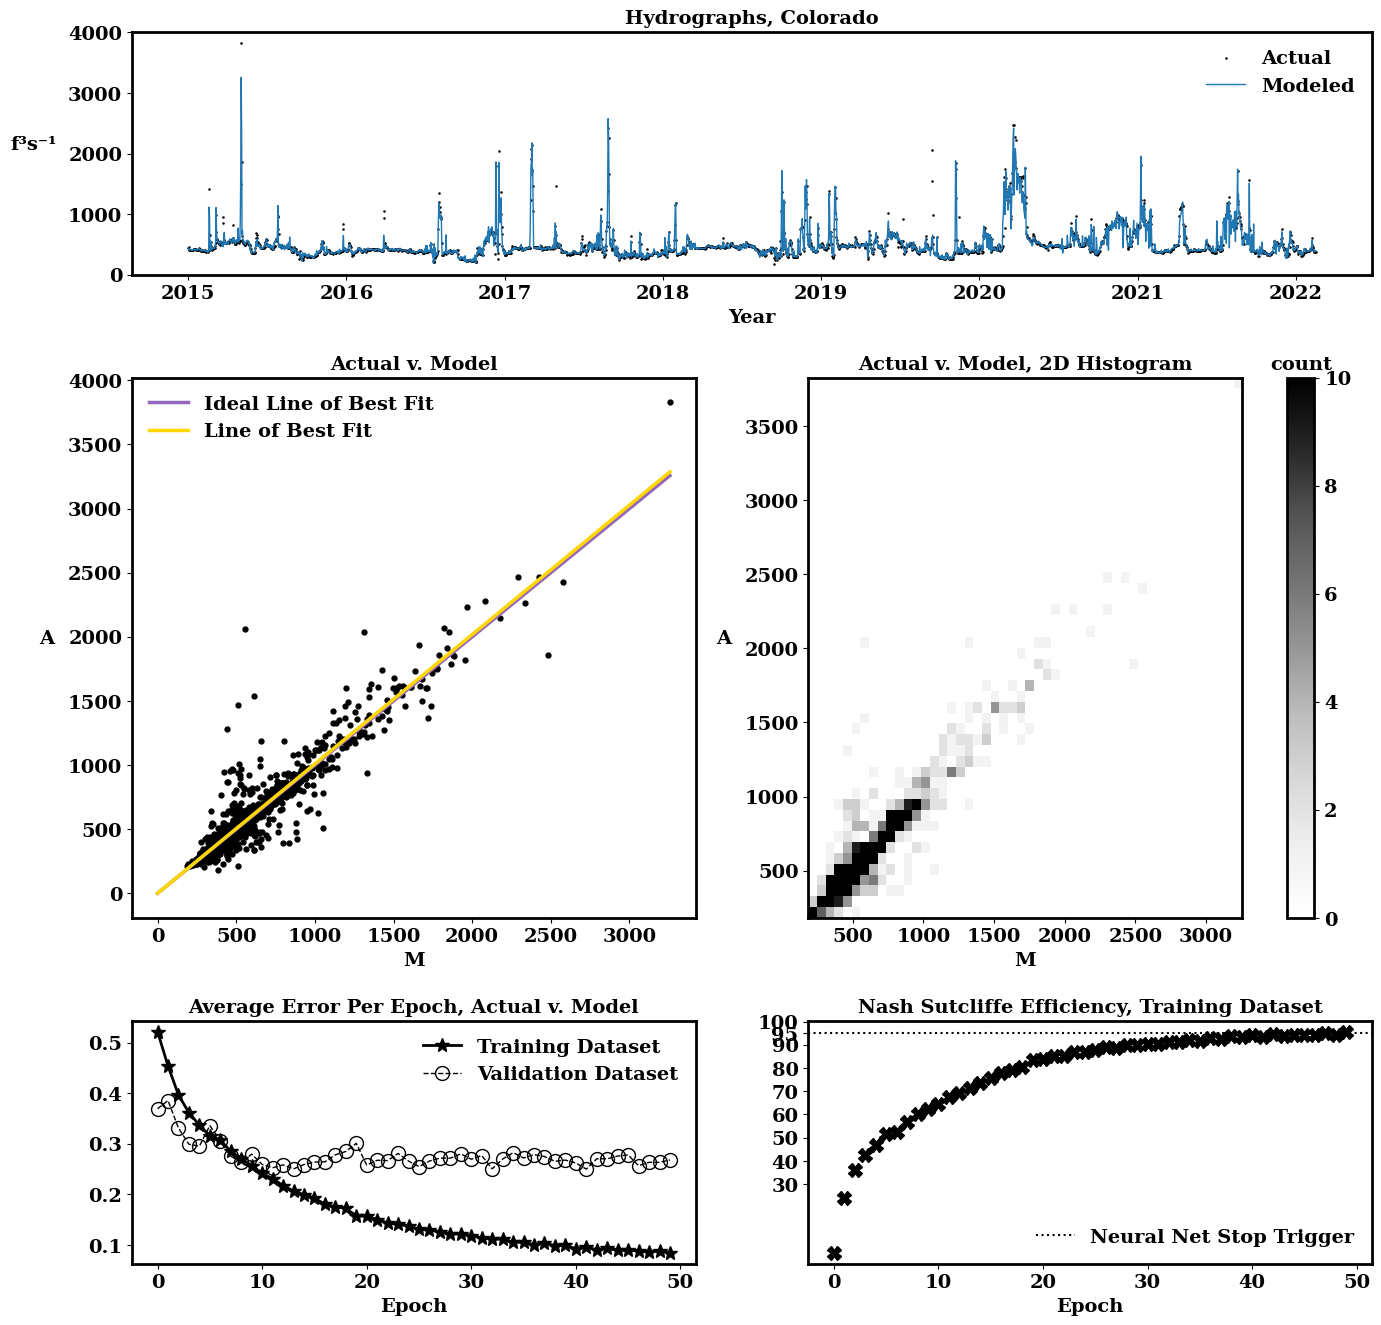 Hydrographs, Colorado
4000
3000
2000
1000
0
f³s⁻¹
Actual
Modeled
2015 2016 2017 2018 2019 2020 2021 2022
Year
Actual v. Model
4000
3500
3000
2500
2000
1500
1000
500
0
A
Ideal Line of Best Fit
Line of Best Fit
0 500 1000 1500 2000 2500 3000
M
Actual v. Model, 2D Histogram
3500
3000
2500
2000
1500
1000
500
A
500 1000 1500 2000 2500 3000
M
count
10
8
6
4
2
0
Average Error Per Epoch, Actual v. Model
0.5
0.4
0.3
0.2
0.1
Training Dataset
Validation Dataset
0 10 20 30 40 50
Epoch
Nash Sutcliffe Efficiency, Training Dataset
100
95
90
80
70
60
50
40
30
Neural Net Stop Trigger
0 10 20 30 40 50
Epoch